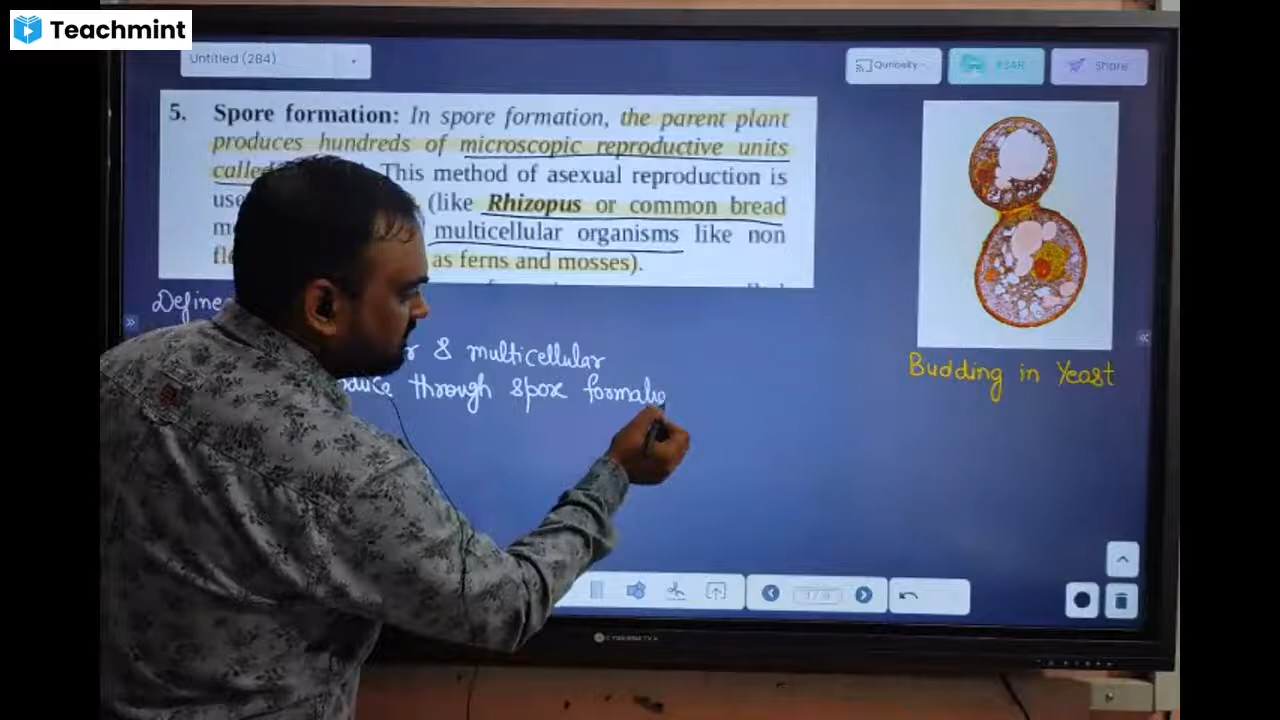 Teachmint
Untitled (284)
Share
5. Spore formation: In spore formation, the parent plant
produces hundreds of microscopic reproductive units
called This method of asexual reproduction is
(like Rhizopus or common bread
multicellular organisms like non
as ferns and mosses).
Define
& multicellular
through spore formatio
Budding in Yeast